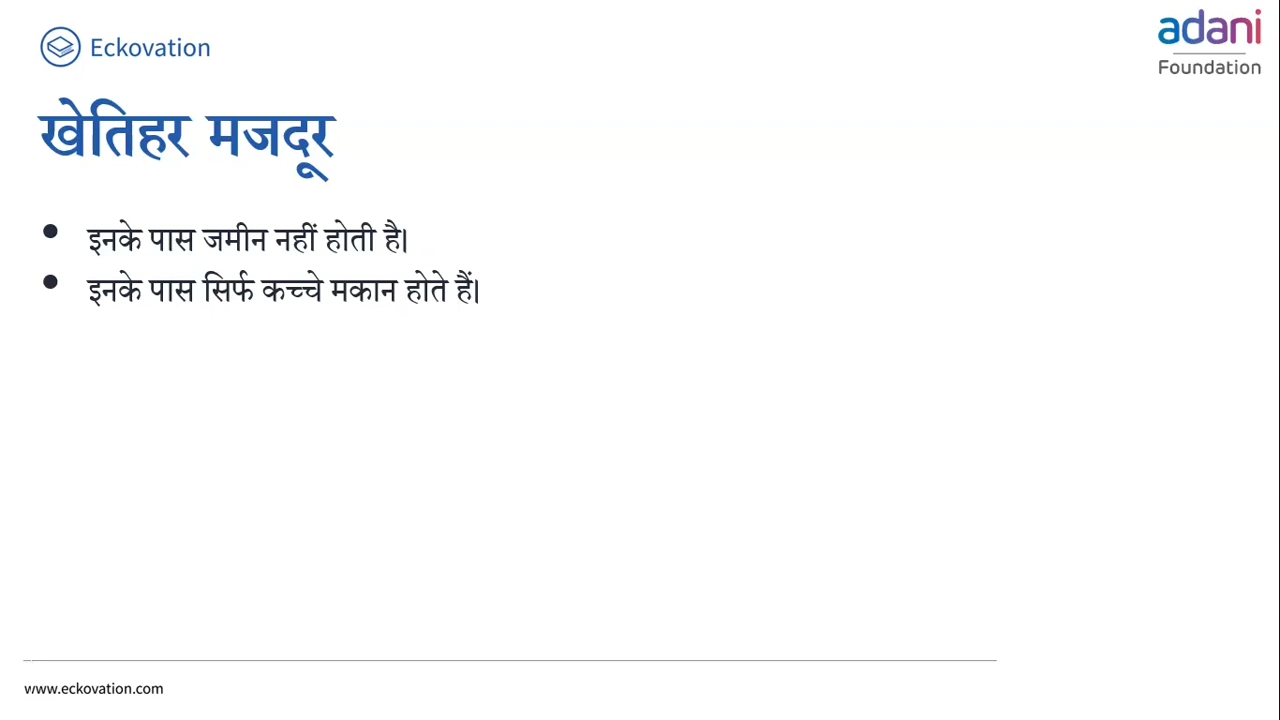 Eckovation
adani
Foundation
खेतिहर मजदूर
• इनके पास जमीन नहीं होती है।
• इनके पास सिर्फ कच्चे मकान होते हैं।
www.eckovation.com